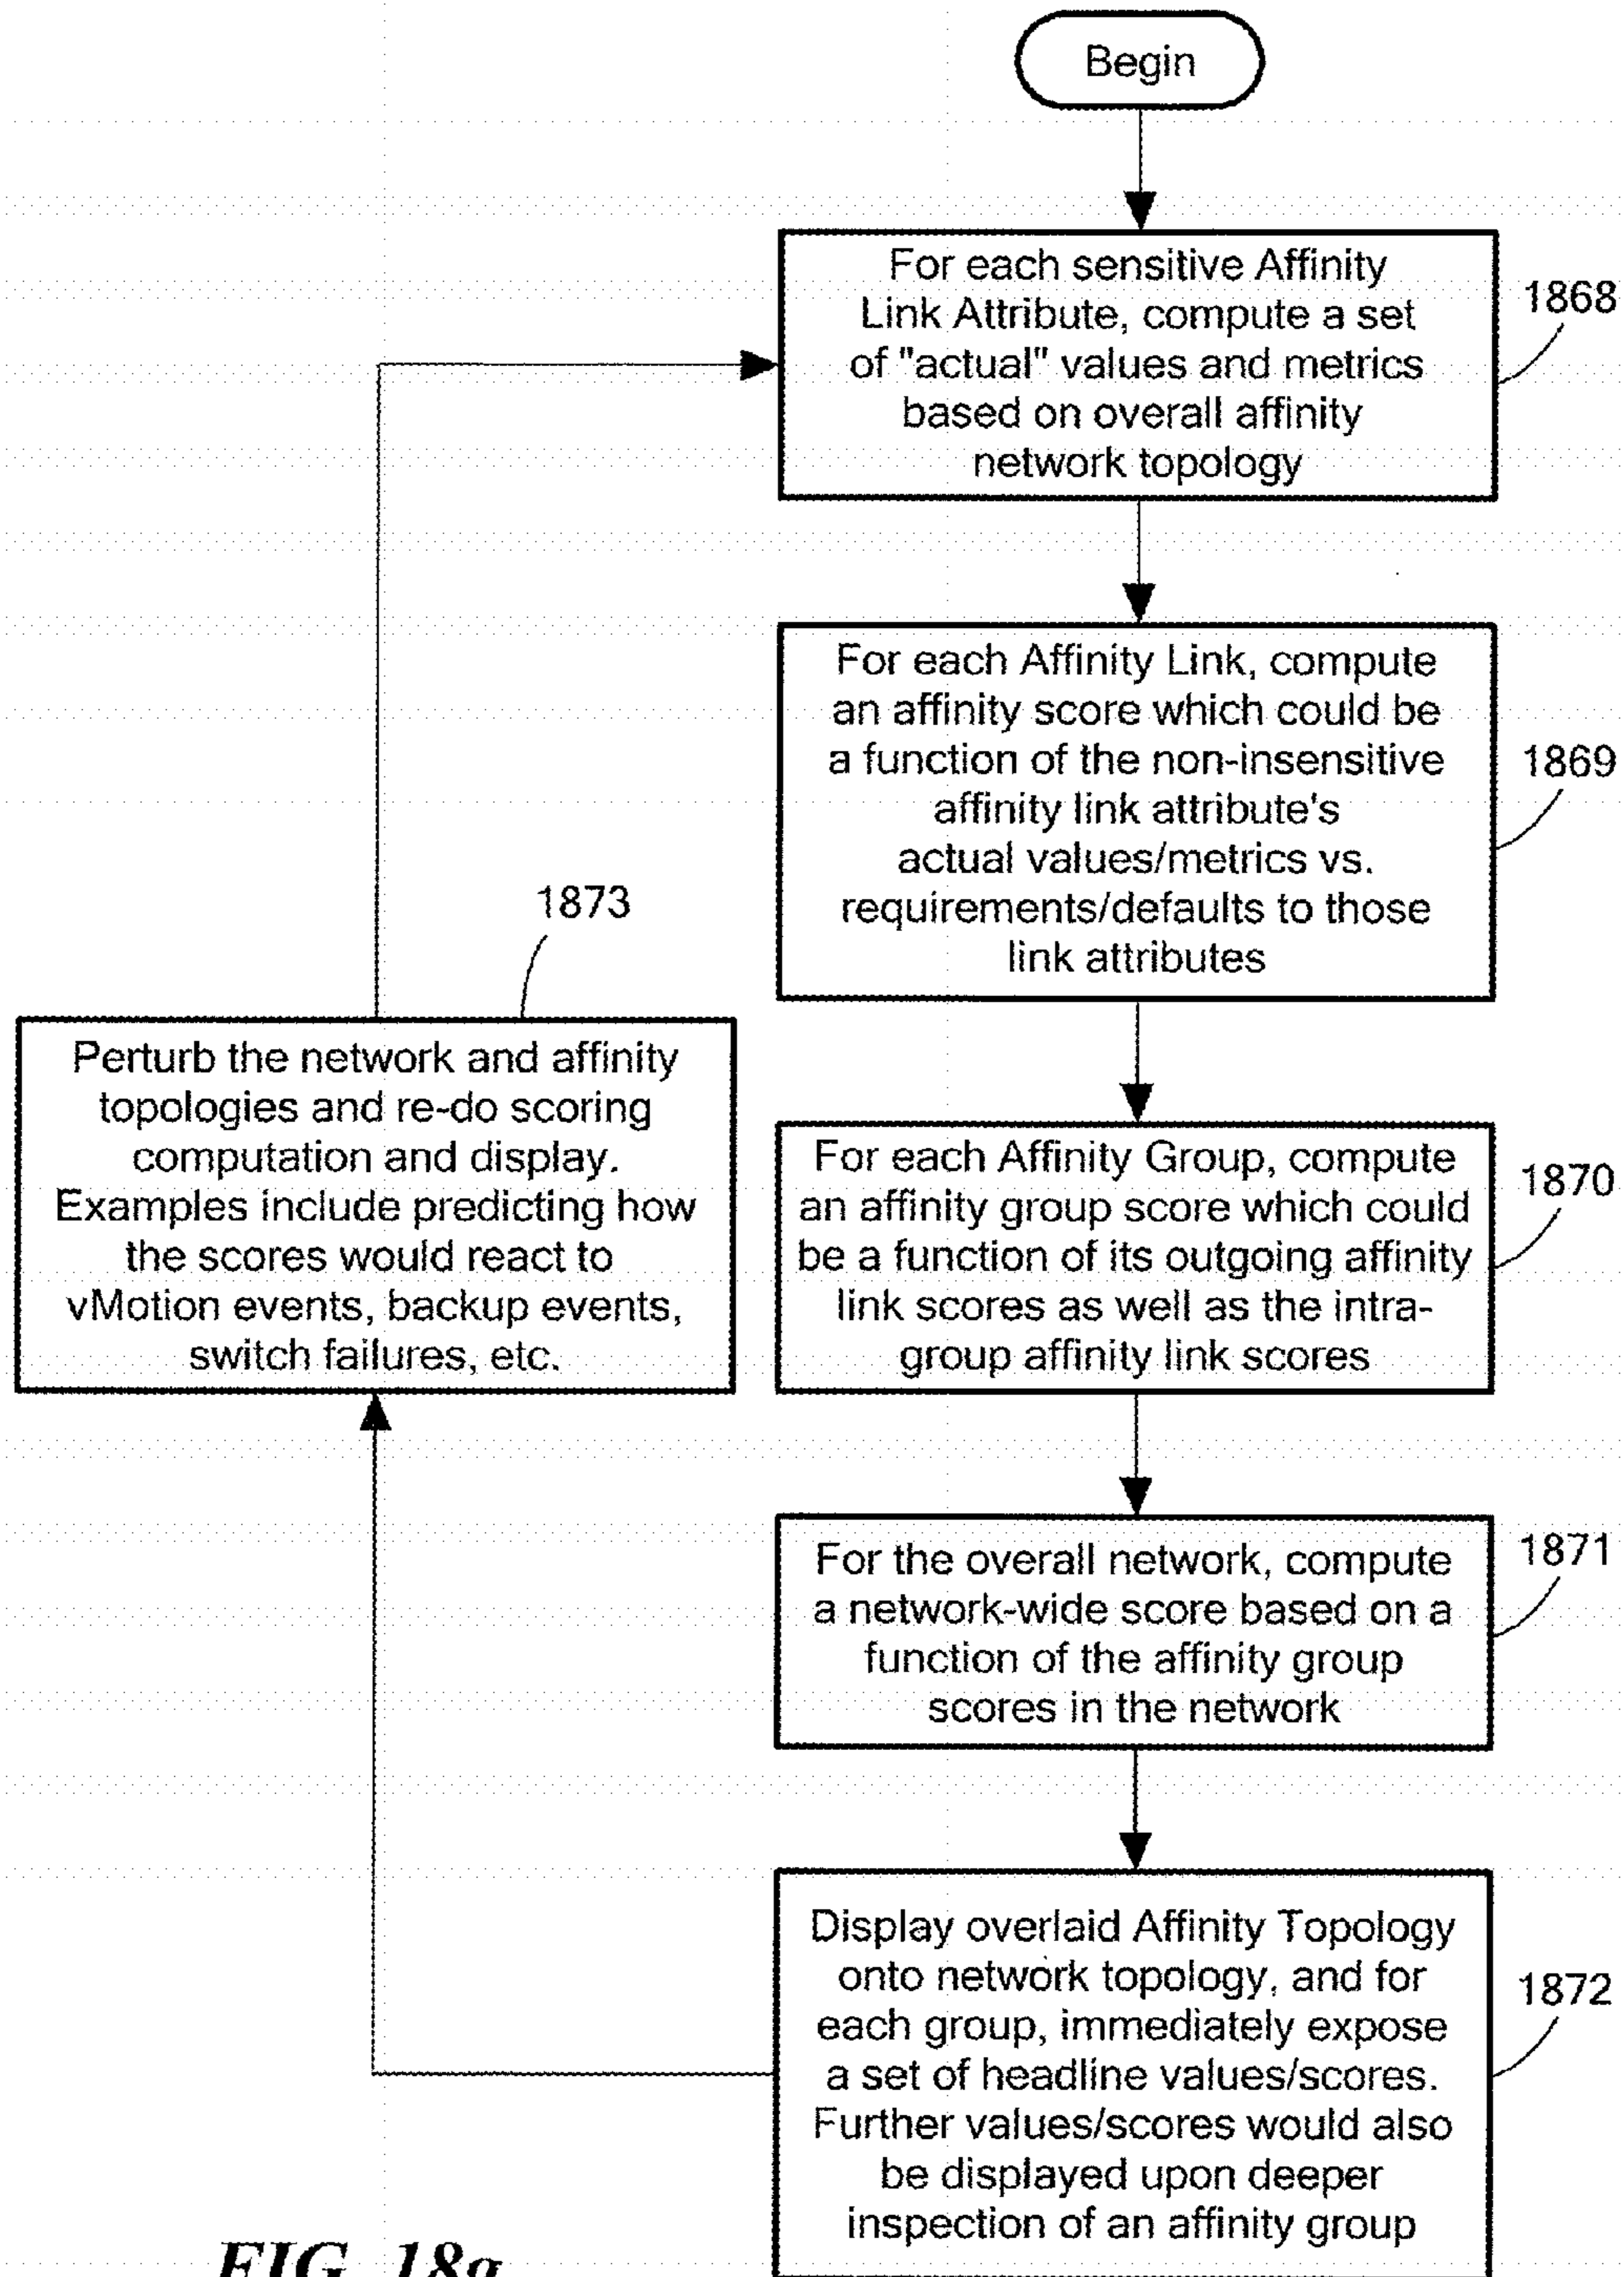 Begin
For each sensitive Affinity
Link Attribute, compute a set
of "actual" values and metrics
based on overall affinity
network topology
1868
For each Affinity Link, compute
an affinity score which could be
a function of the non-insensitive
affinity link attribute's
actual values/metrics vs.
requirements/defaults to those
link attributes
1869
1873
Perturb the network and affinity
topologies and re-do scoring
computation and display.
Examples include predicting how
the scores would react to
vMotion events, backup events,
switch failures, etc.
For each Affinity Group, compute
an affinity group score which could
be a function of its outgoing affinity
link scores as well as the intra-
group affinity link scores
1870
For the overall network, compute
a network-wide score based on a
function of the affinity group
scores in the network
1871
Display overlaid Affinity Topology
onto network topology, and for
each group, immediately expose
a set of headline values/scores.
Further values/scores would also
be displayed upon deeper
inspection of an affinity group
1872
FIG. 18a